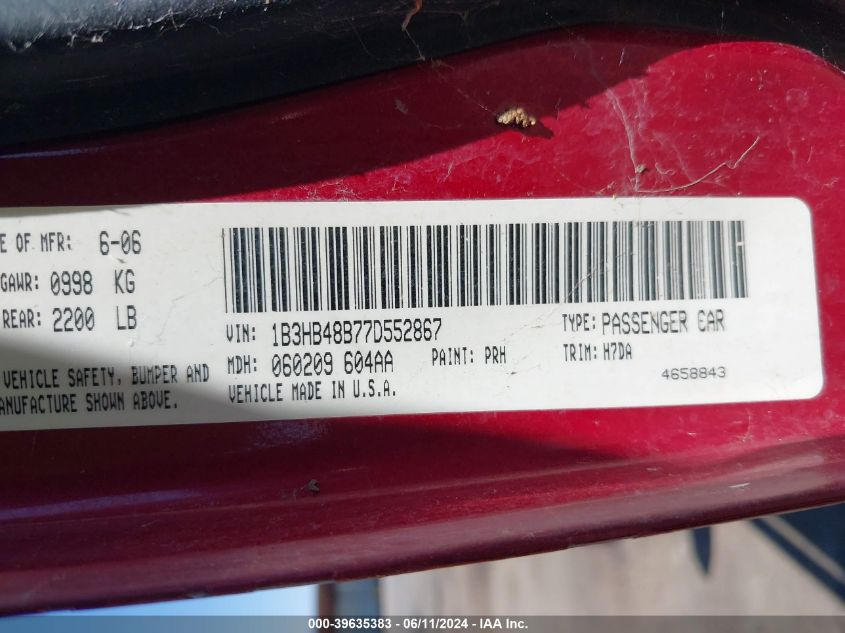 E OF MFR: 6-06
GAWR: 0998 KG
REAR: 2200 LB
VIN: 1B3HB48B77D552867
TYPE: PASSENGER CAR
MDH: 060209 604AA PAINT: PRH TRIM: H7DA
4658843
VEHICLE SAFETY, BUMPER AND VEHICLE MADE IN U.S.A.
ANUFACTURE SHOWN ABOVE.
000-39635383 - 06/11/2024 - IAA Inc.